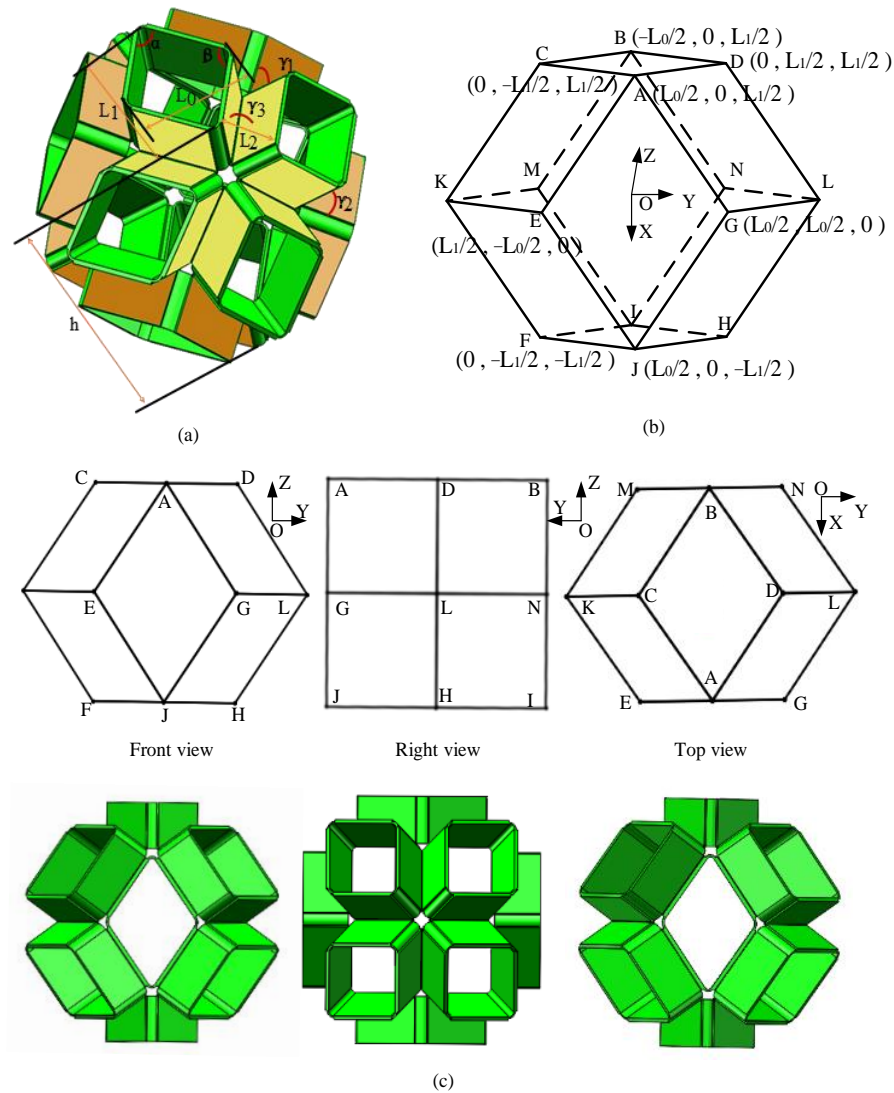 α
β
γ1
L0
L1
γ3
L2
γ2
h
(a)
B (−L0/2, 0, L1/2)
C
D (0, L1/2, L1/2)
(0, −L1/2, L1/2)
A (L0/2, 0, L1/2)
Z
M
N
K
O
Y
L
E
X
G (L0/2, L0/2, 0)
(L1/2, −L0/2, 0)
I
F
H
(0, −L1/2, −L1/2)
J (L0/2, 0, −L1/2)
(b)
C D Z
A
O Y
E G L
F J H
Front view
A D B Z
Y
O
G L N
J H I
Right view
M N O Y
B X
K C D L
A
E G
Top view
(c)